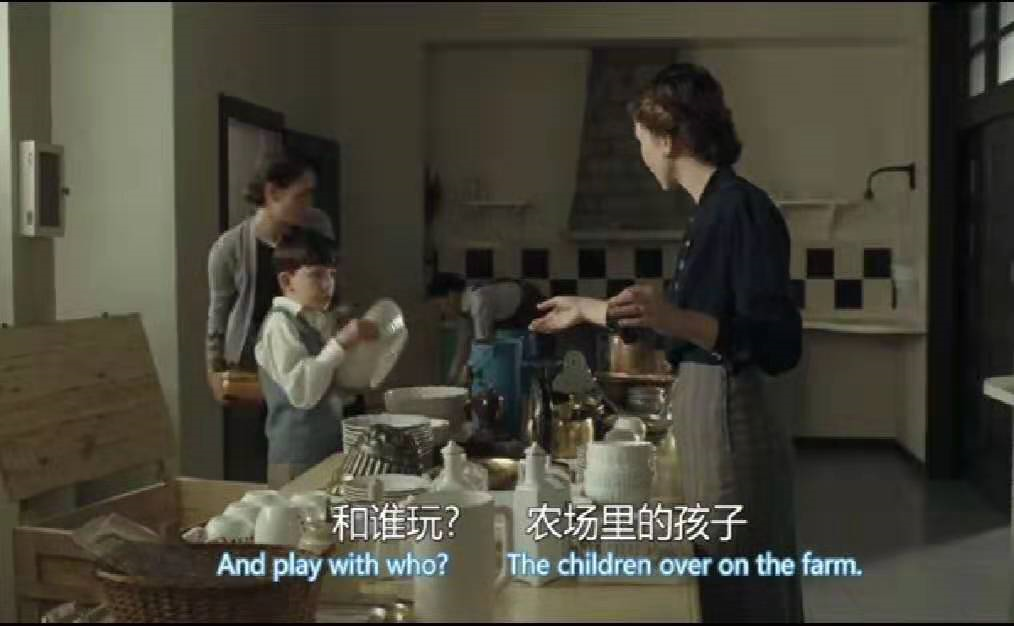 和谁玩? 农场里的孩子
And play with who? The children over on the farm.